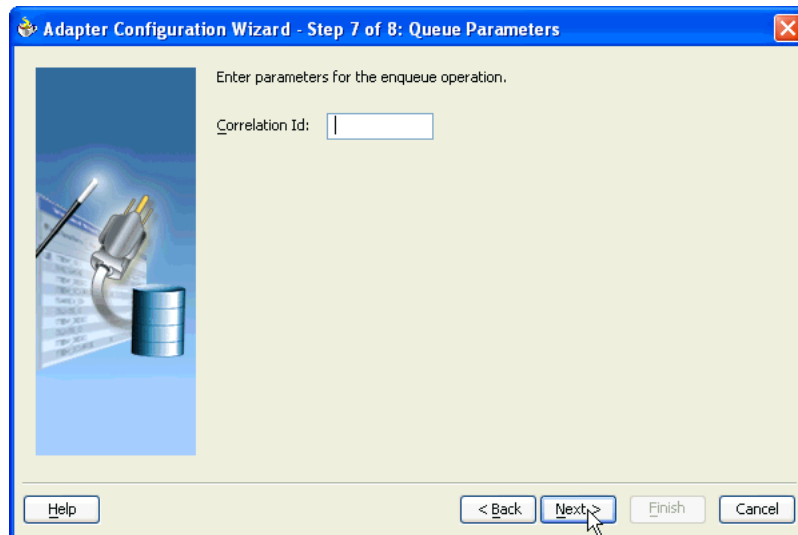 Adapter Configuration Wizard - Step 7 of 8: Queue Parameters
Enter parameters for the enqueue operation.
Correlation Id:
Help
< Back
Next >
Finish
Cancel